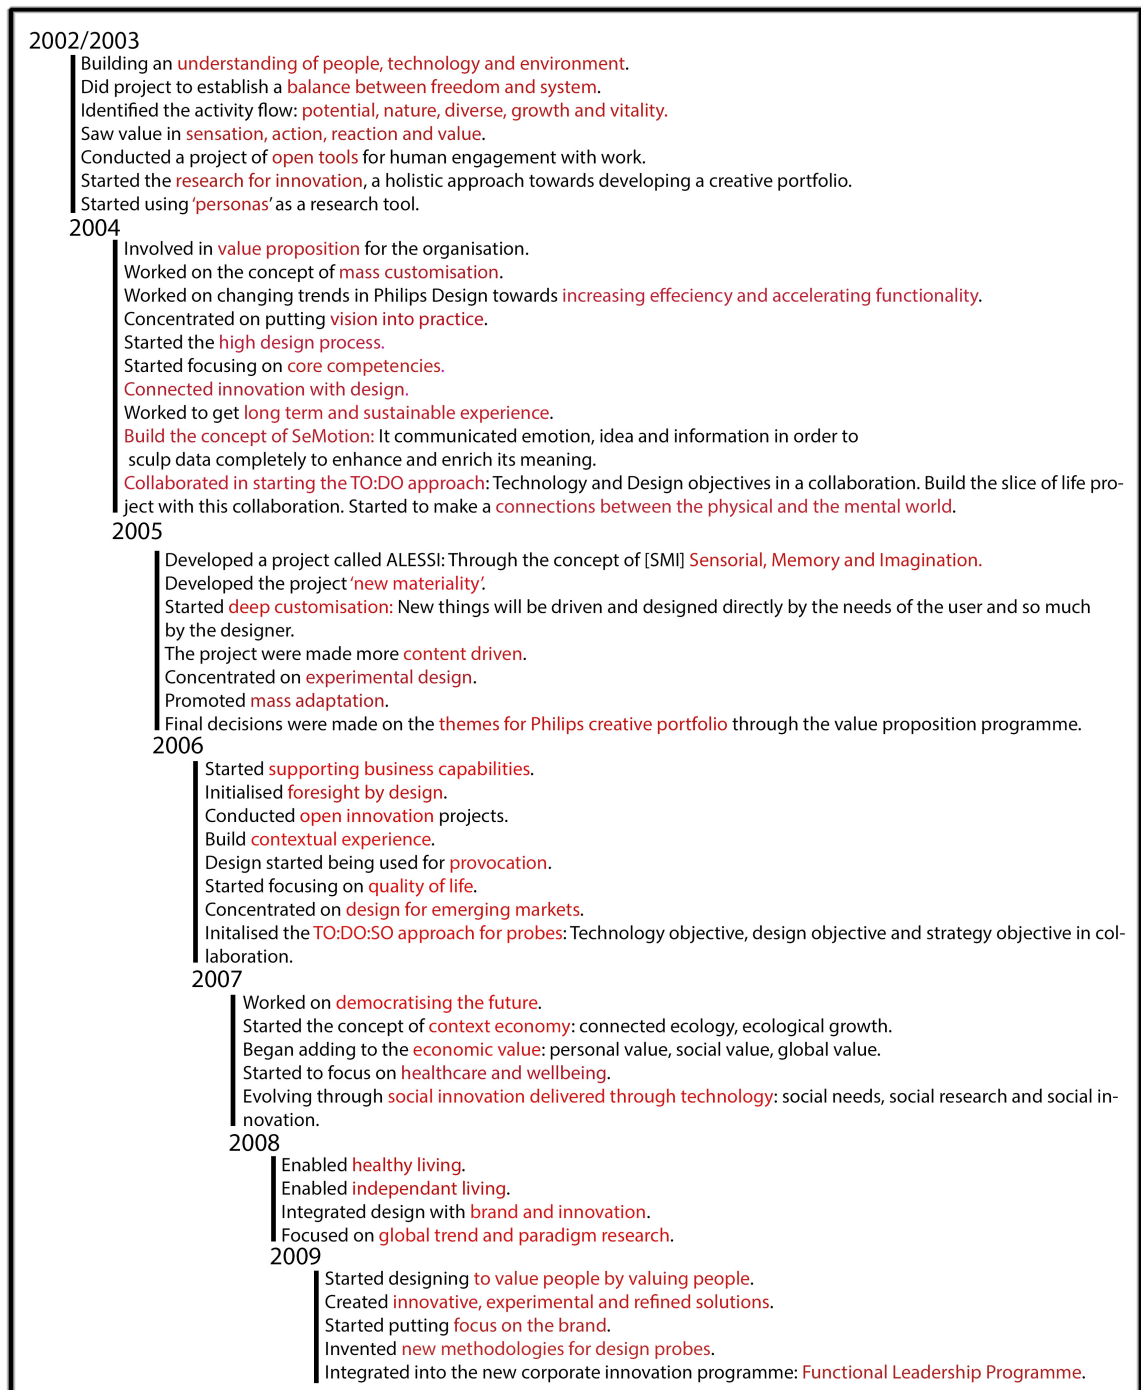 2002/2003
Building an understanding of people, technology and environment.
Did project to establish a balance between freedom and system.
Identified the activity flow: potential, nature, diverse, growth and vitality.
Saw value in sensation, action, reaction and value.
Conducted a project of open tools for human engagement with work.
Started the research for innovation, a holistic approach towards developing a creative portfolio.
Started using ‘personas’ as a research tool.
2004
Involved in value proposition for the organisation.
Worked on the concept of mass customisation.
Worked on changing trends in Philips Design towards increasing effeciency and accelerating functionality.
Concentrated on putting vision into practice.
Started the high design process.
Started focusing on core competencies.
Connected innovation with design.
Worked to get long term and sustainable experience.
Build the concept of SeMotion: It communicated emotion, idea and information in order to
sculp data completely to enhance and enrich its meaning.
Collaborated in starting the TO:DO approach: Technology and Design objectives in a collaboration. Build the slice of life pro-
ject with this collaboration. Started to make a connections between the physical and the mental world.
2005
Developed a project called ALESSI: Through the concept of [SMI] Sensorial, Memory and Imagination.
Developed the project ‘new materiality’.
Started deep customisation: New things will be driven and designed directly by the needs of the user and so much
by the designer.
The project were made more content driven.
Concentrated on experimental design.
Promoted mass adaptation.
Final decisions were made on the themes for Philips creative portfolio through the value proposition programme.
2006
Started supporting business capabilities.
Initialised foresight by design.
Conducted open innovation projects.
Build contextual experience.
Design started being used for provocation.
Started focusing on quality of life.
Concentrated on design for emerging markets.
Initalised the TO:DO:SO approach for probes: Technology objective, design objective and strategy objective in col-
laboration.
2007
Worked on democratising the future.
Started the concept of context economy: connected ecology, ecological growth.
Began adding to the economic value: personal value, social value, global value.
Started to focus on healthcare and wellbeing.
Evolving through social innovation delivered through technology: social needs, social research and social in-
novation.
2008
Enabled healthy living.
Enabled independant living.
Integrated design with brand and innovation.
Focused on global trend and paradigm research.
2009
Started designing to value people by valuing people.
Created innovative, experimental and refined solutions.
Started putting focus on the brand.
Invented new methodologies for design probes.
Integrated into the new corporate innovation programme: Functional Leadership Programme.